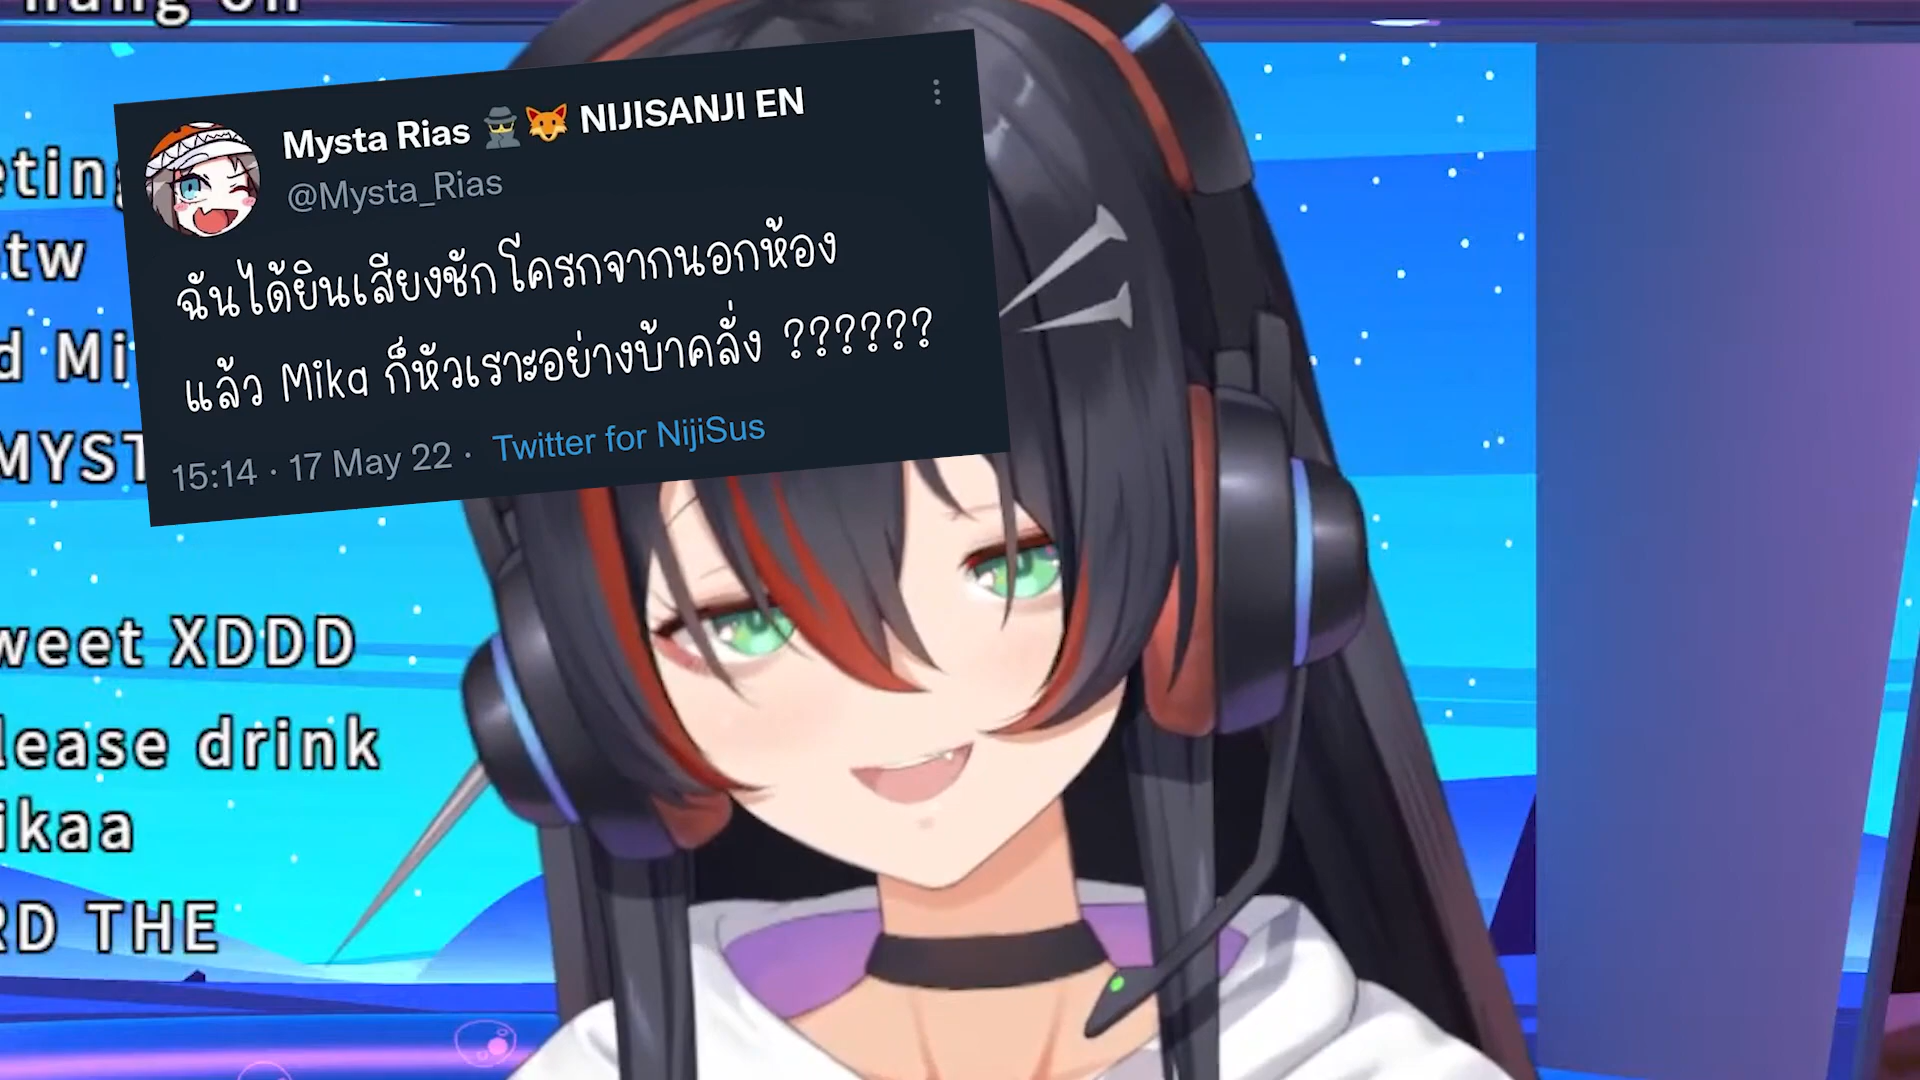 hang on
Mysta Rias NIJISANJI EN
@Mysta_Rias
ฉันได้ยินเสียงชักโครกจากนอกห้อง
แล้ว Mika ก็หัวเราะอย่างบ้าคลั่ง ??????
15:14 · 17 May 22 · Twitter for NijiSus
etin
tw
d Mi
MYST
weet XDDD
lease drink
ikaa
RD THE